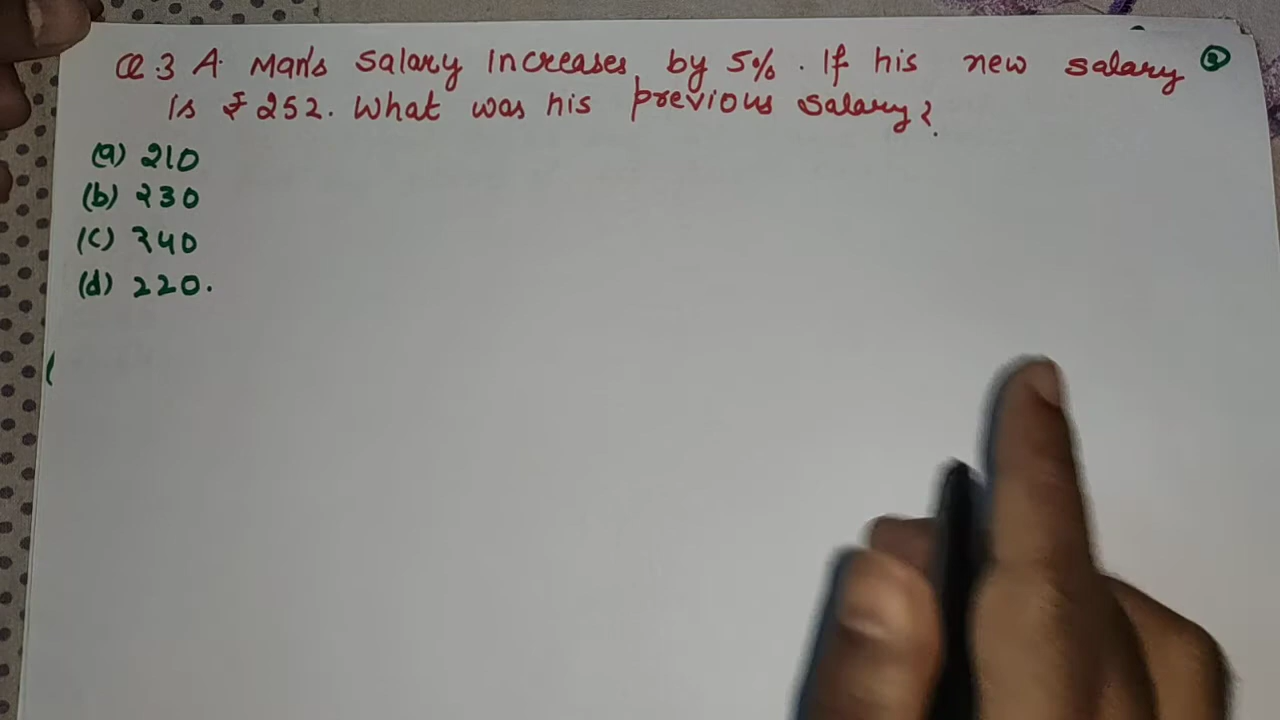 Q.3 A. Man's salary increases by 5%. If his new salary ②
is ₹252. What was his previous salary?
(a) 210
(b) 230
(c) 240
(d) 220.
(